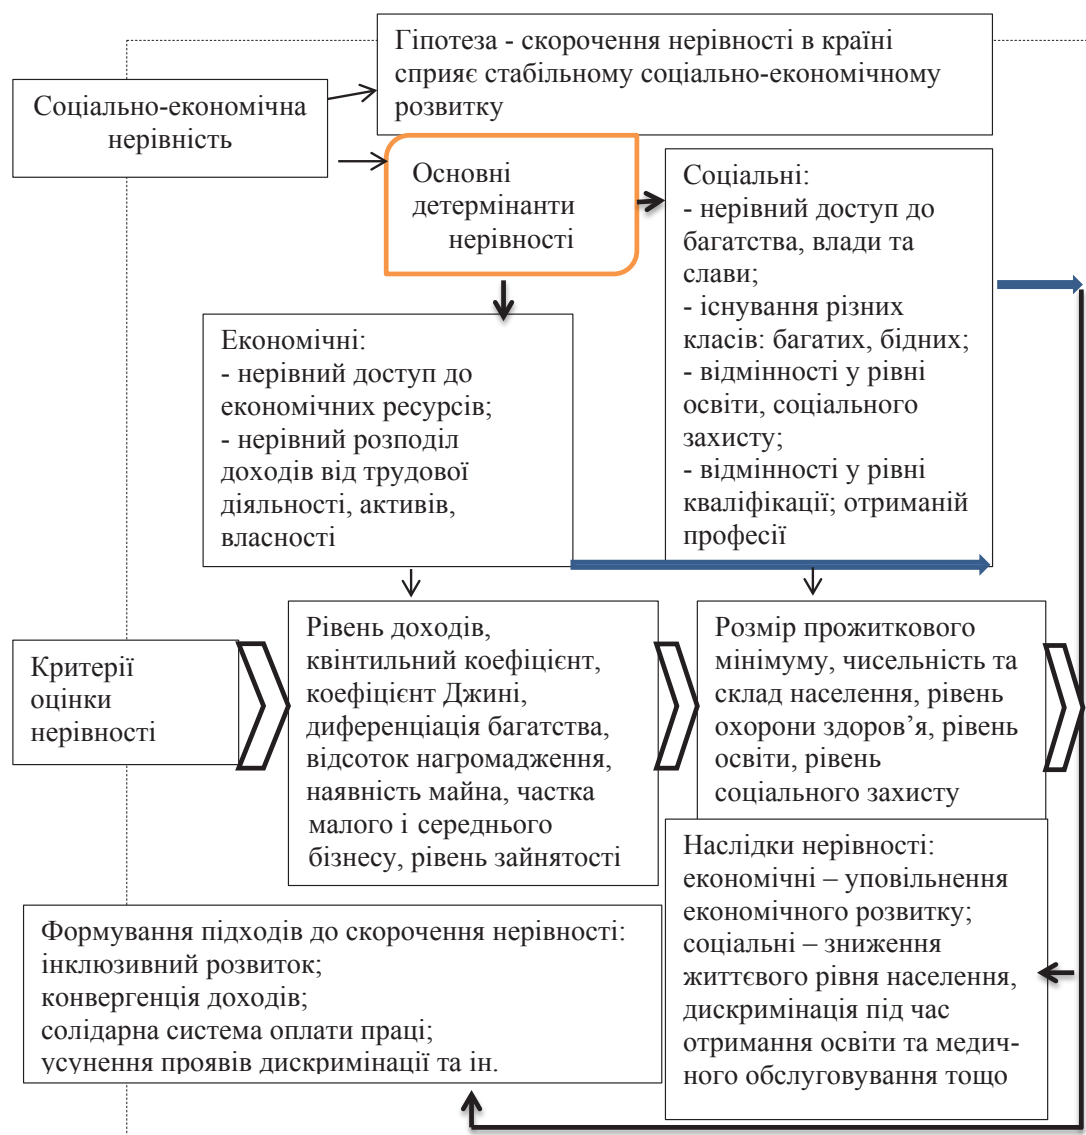 Гіпотеза - скорочення нерівності в країні
сприяє стабільному соціально-економічному
розвитку
Соціально-економічна
нерівність
Основні
детермінанти
нерівності
Соціальні:
- нерівний доступ до
багатства, влади та
слави;
- існування різних
класів: багатих, бідних;
- відмінності у рівні
освіти, соціального
захисту;
- відмінності у рівні
кваліфікації; отриманій
професії
Економічні:
- нерівний доступ до
економічних ресурсів;
- нерівний розподіл
доходів від трудової
діяльності, активів,
власності
Критерії
оцінки
нерівності
Рівень доходів,
квінтильний коефіцієнт,
коефіцієнт Джині,
диференціація багатства,
відсоток нагромадження,
наявність майна, частка
малого і середнього
бізнесу, рівень зайнятості
Розмір прожиткового
мінімуму, чисельність та
склад населення, рівень
охорони здоров’я, рівень
освіти, рівень
соціального захисту
Наслідки нерівності:
економічні – уповільнення
економічного розвитку;
соціальні – зниження
життєвого рівня населення,
дискримінація під час
отримання освіти та медич-
ного обслуговування тощо
Формування підходів до скорочення нерівності:
інклюзивний розвиток;
конвергенція доходів;
солідарна система оплати праці;
усунення проявів дискримінації та ін.